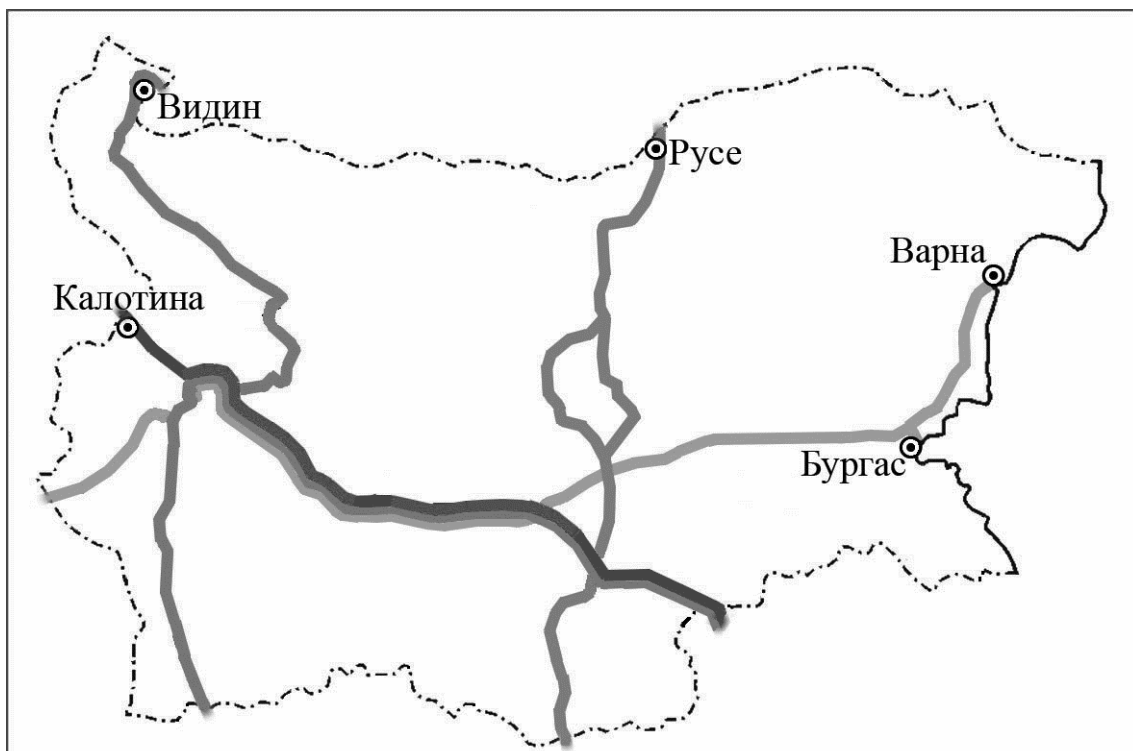 Видин
Русе
Варна
Калотина
Бургас